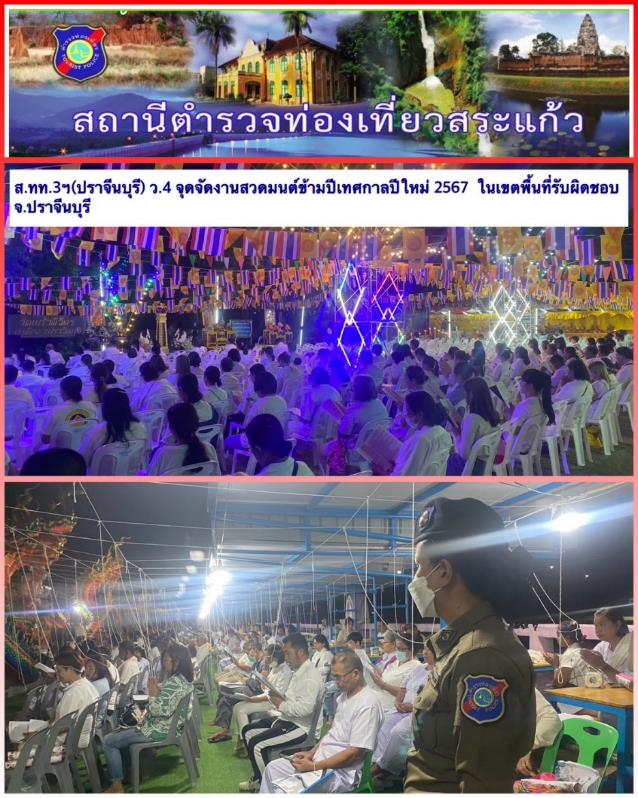 สถานีตำรวจท่องเที่ยวสระแก้ว
ส.ทท.3ฯ(ปราจีนบุรี) ว.4 จุดจัดงานสวดมนต์ข้ามปีเทศกาลปีใหม่ 2567 ในเขตพื้นที่รับผิดชอบ
จ.ปราจีนบุรี